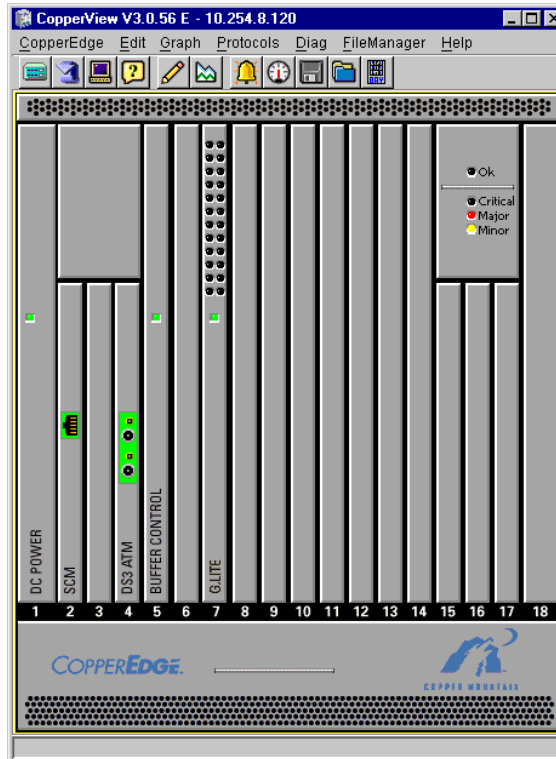 CopperView V3.0.56 E - 10.254.8.120
CopperEdge Edit Graph Protocols Diag FileManager Help
BAY
Ok
Critical
Major
Minor
DC POWER
SCM
DS3 ATM
BUFFER CONTROL
G.LITE
1 2 3 4 5 6 7 8 9 10 11 12 13 14 15 16 17 18
COPPEREDGE.
COPPER MOUNTAIN